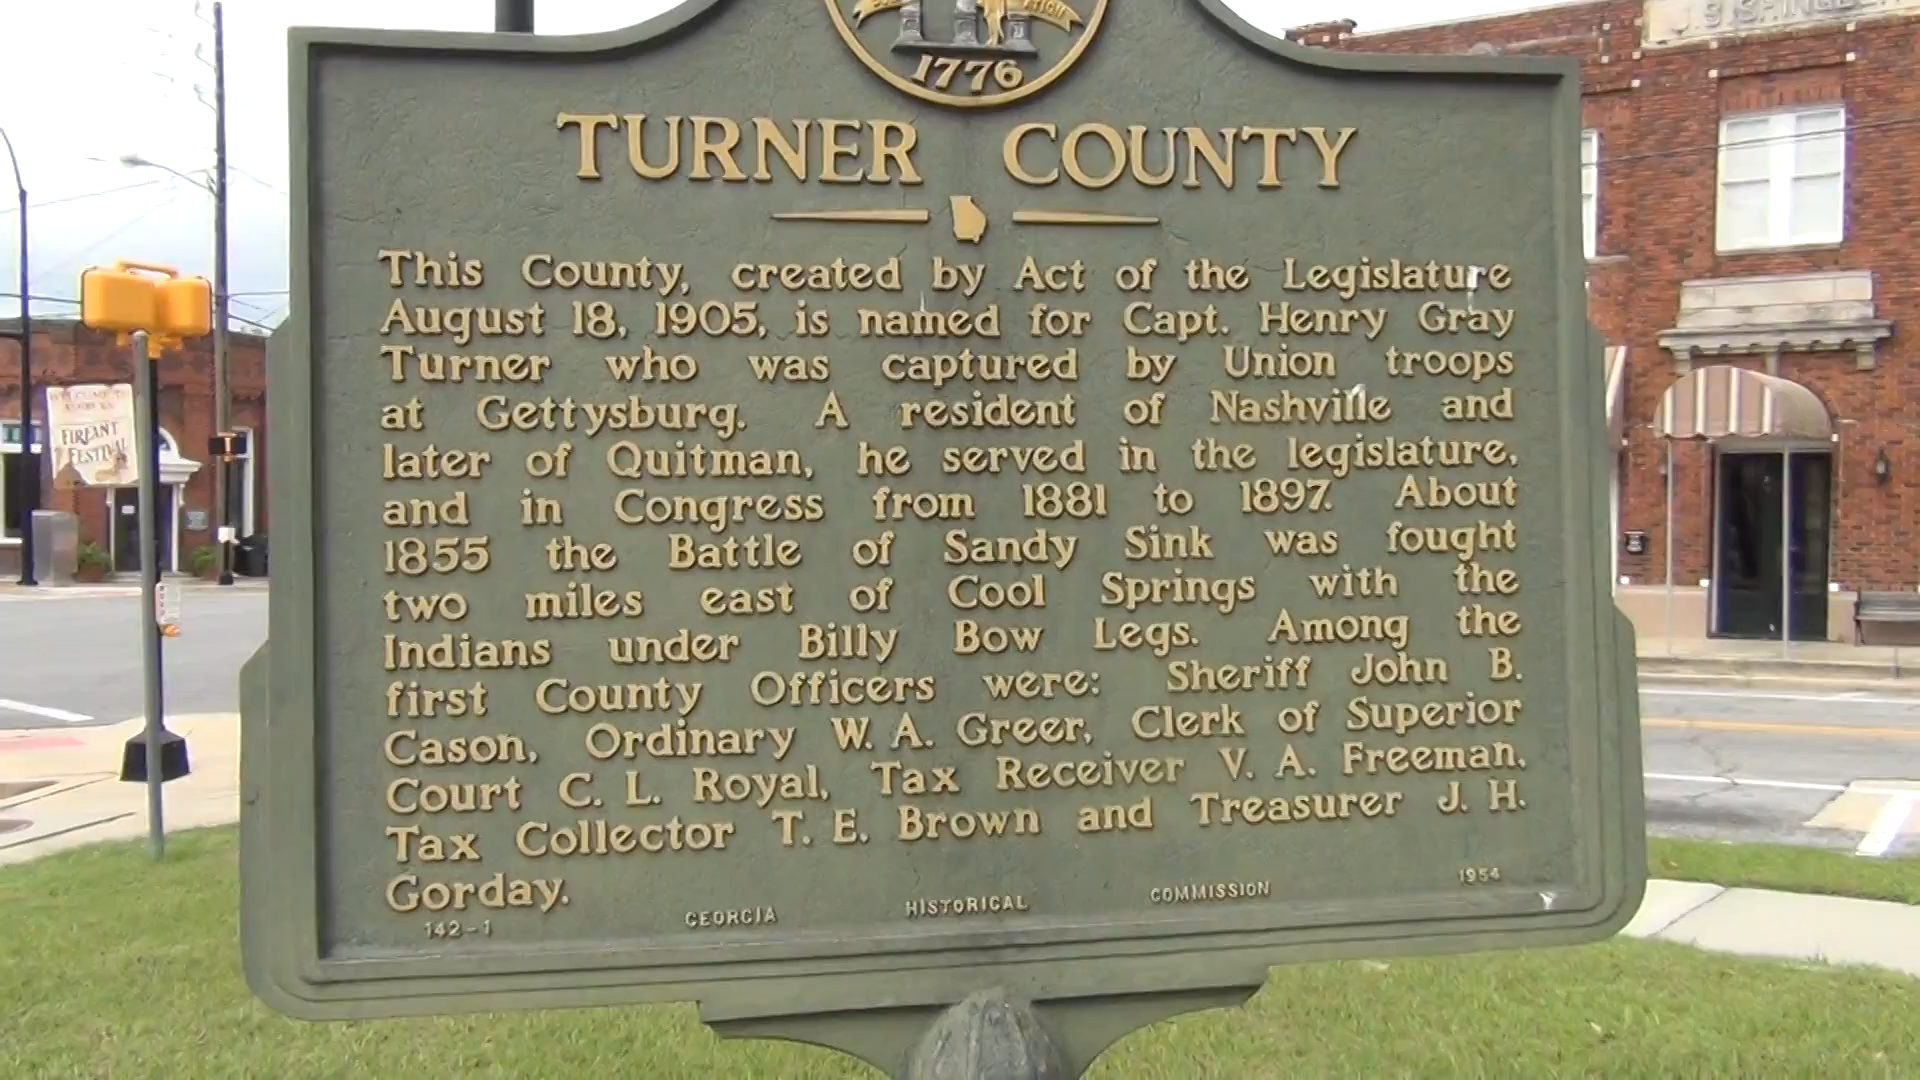 1776
TURNER COUNTY
This County, created by Act of the Legislature
August 18, 1905, is named for Capt. Henry Gray
Turner who was captured by Union troops
at Gettysburg. A resident of Nashville and
later of Quitman, he served in the legislature,
and in Congress from 1881 to 1897. About
1855 the Battle of Sandy Sink was fought
two miles east of Cool Springs with the
Indians under Billy Bow Legs. Among the
first County Officers were: Sheriff John B.
Cason, Ordinary W. A. Greer, Clerk of Superior
Court C. L. Royal, Tax Receiver V. A. Freeman,
Tax Collector T. E. Brown and Treasurer J. H.
Gorday.
142-1 GEORGIA HISTORICAL COMMISSION 1954
WELCOME TO
FIREANT
FESTIVAL